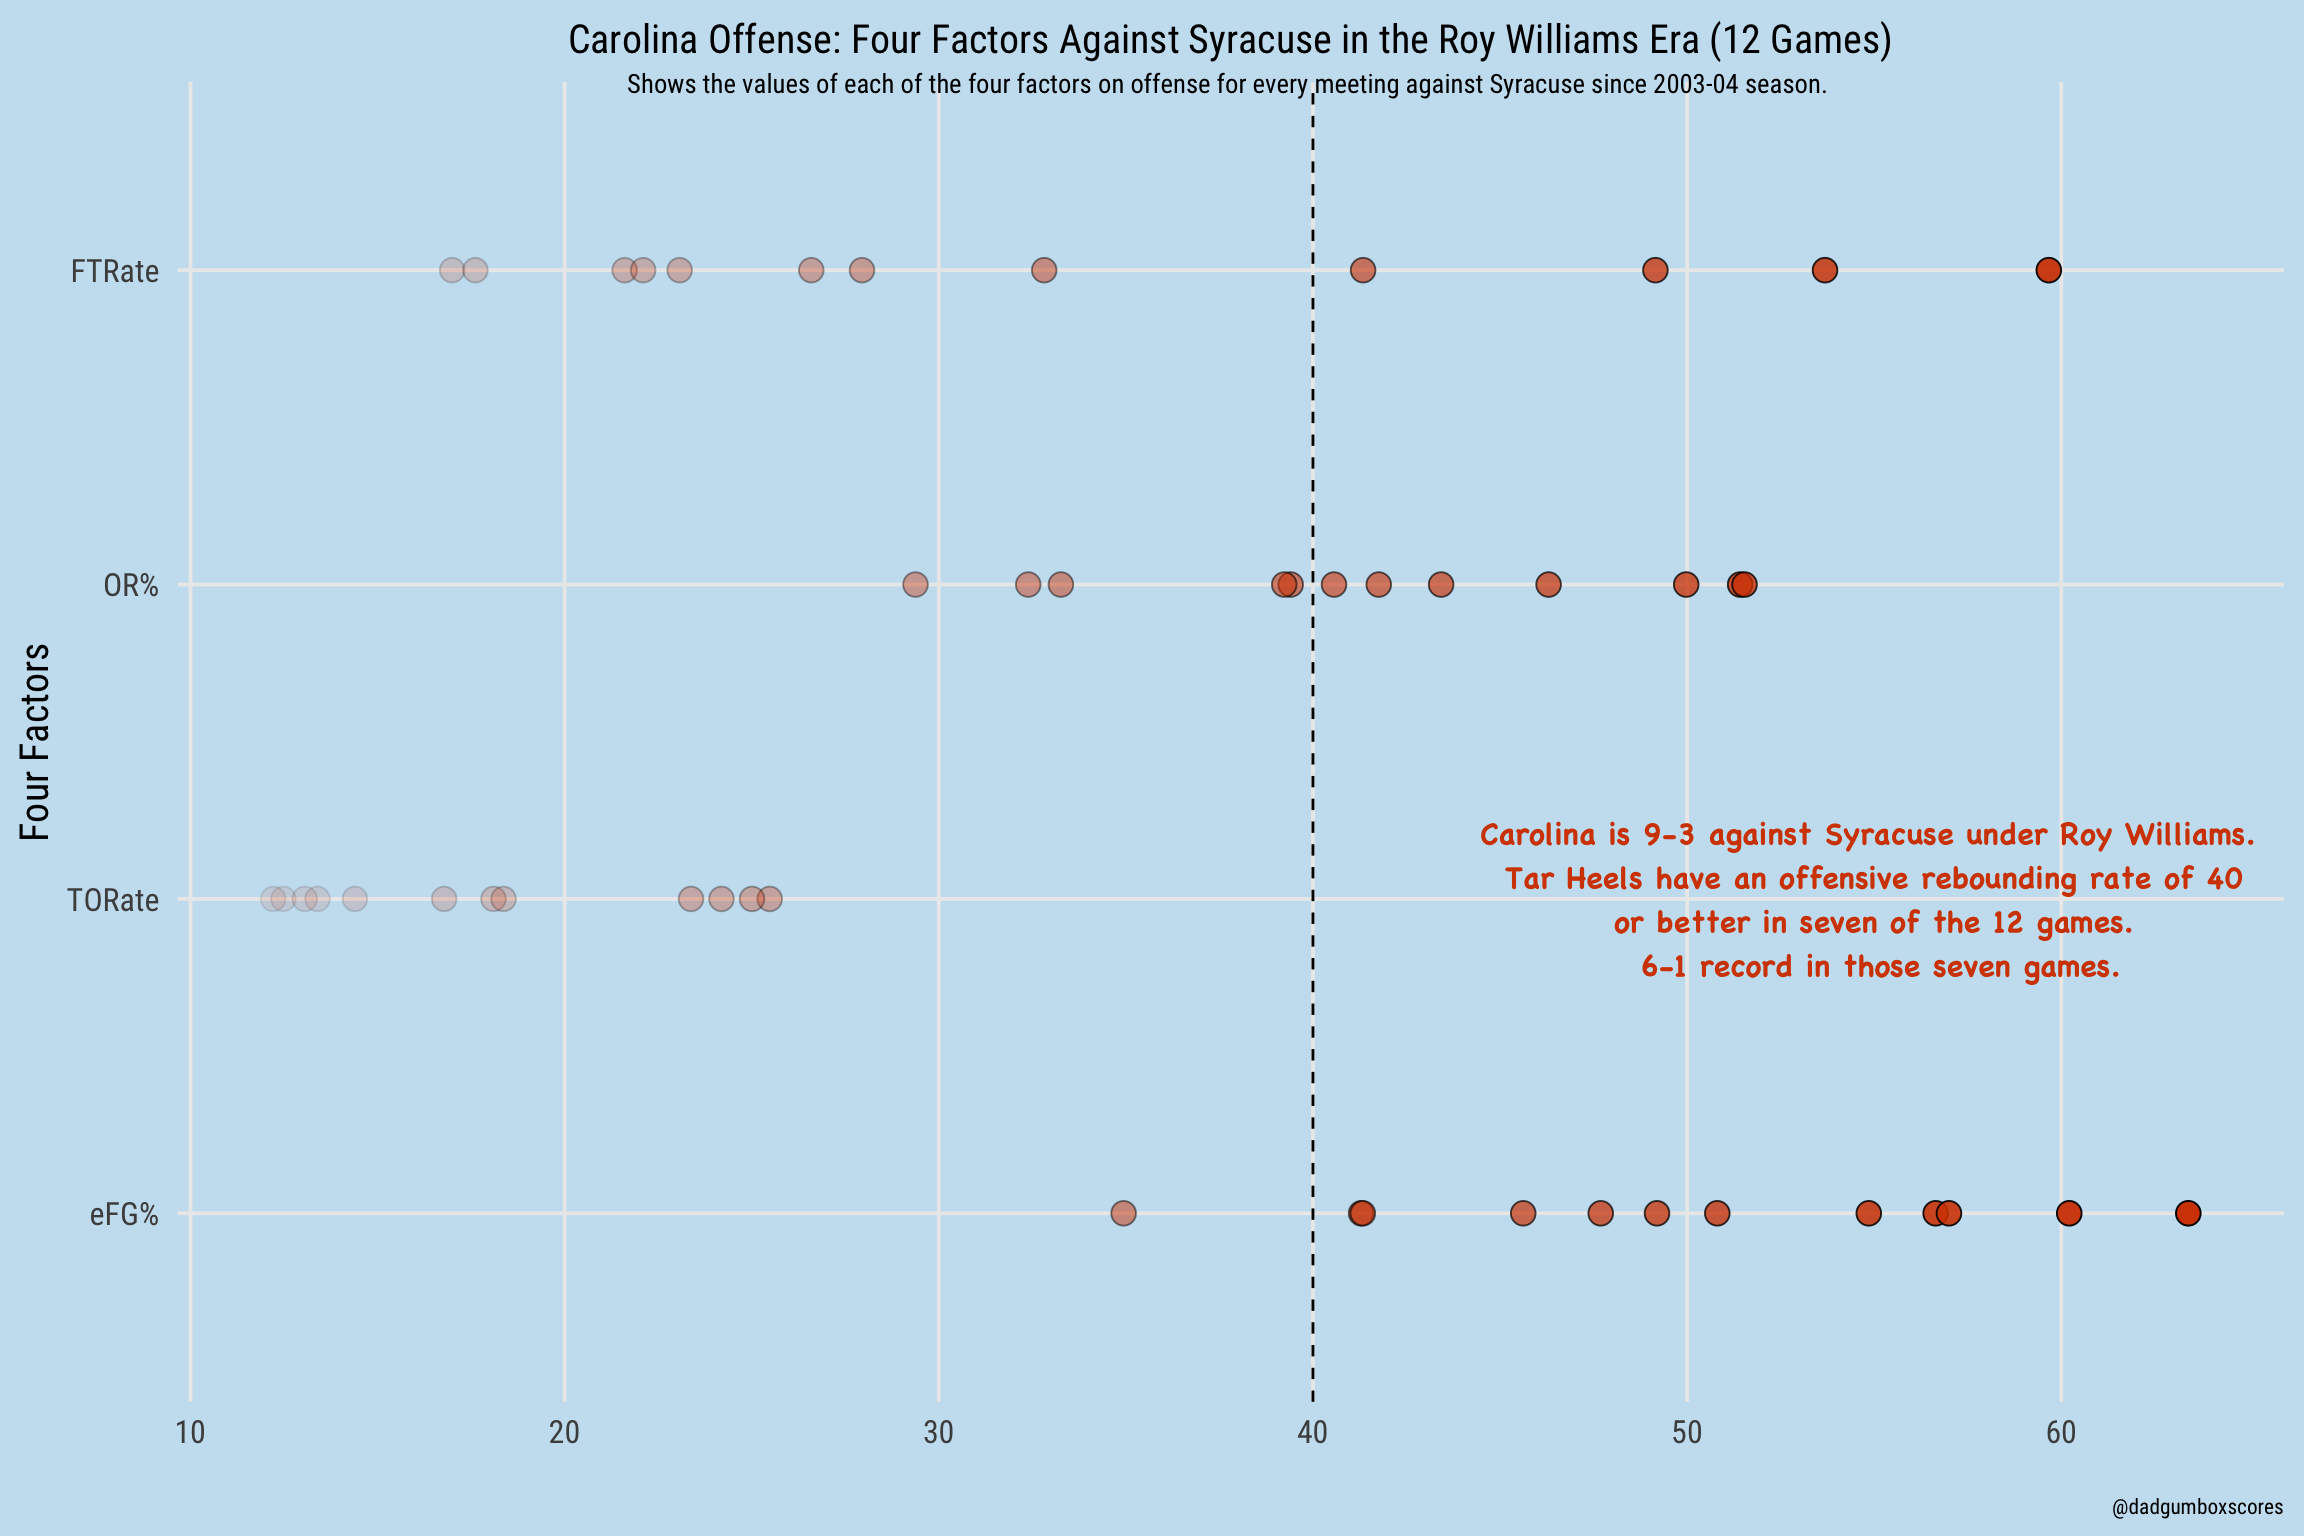 Carolina Offense: Four Factors Against Syracuse in the Roy Williams Era (12 Games)
Shows the values of each of the four factors on offense for every meeting against Syracuse since 2003-04 season.
Four Factors
FTRate
OR%
TORate
eFG%
Carolina is 9-3 against Syracuse under Roy Williams.
Tar Heels have an offensive rebounding rate of 40
or better in seven of the 12 games.
6-1 record in those seven games.
10 20 30 40 50 60
@dadgumboxscores